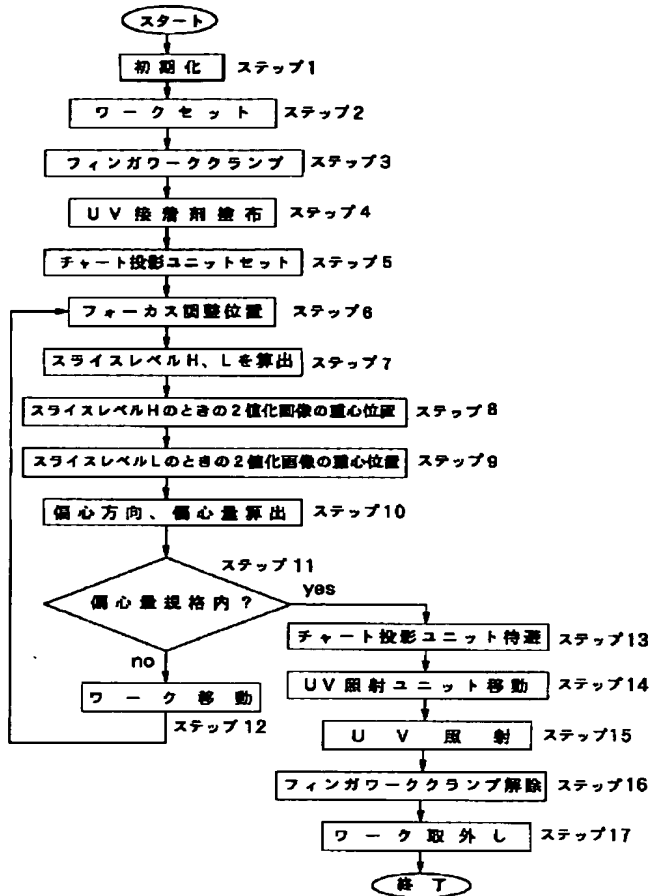 スタート
初期化 ステップ1
ワークセット ステップ2
フィンガワーククランプ ステップ3
UV接着剤塗布 ステップ4
チャート投影ユニットセット ステップ5
フォーカス調整位置 ステップ6
スライスレベルH、Lを算出 ステップ7
スライスレベルHのときの2値化画像の重心位置 ステップ8
スライスレベルLのときの2値化画像の重心位置 ステップ9
偏心方向、偏心量算出 ステップ10
ステップ11
偏心量規格内?
yes
no
ワーク移動
ステップ12
チャート投影ユニット待避 ステップ13
UV照射ユニット移動 ステップ14
UV照射 ステップ15
フィンガワーククランプ解除 ステップ16
ワーク取外し ステップ17
終了